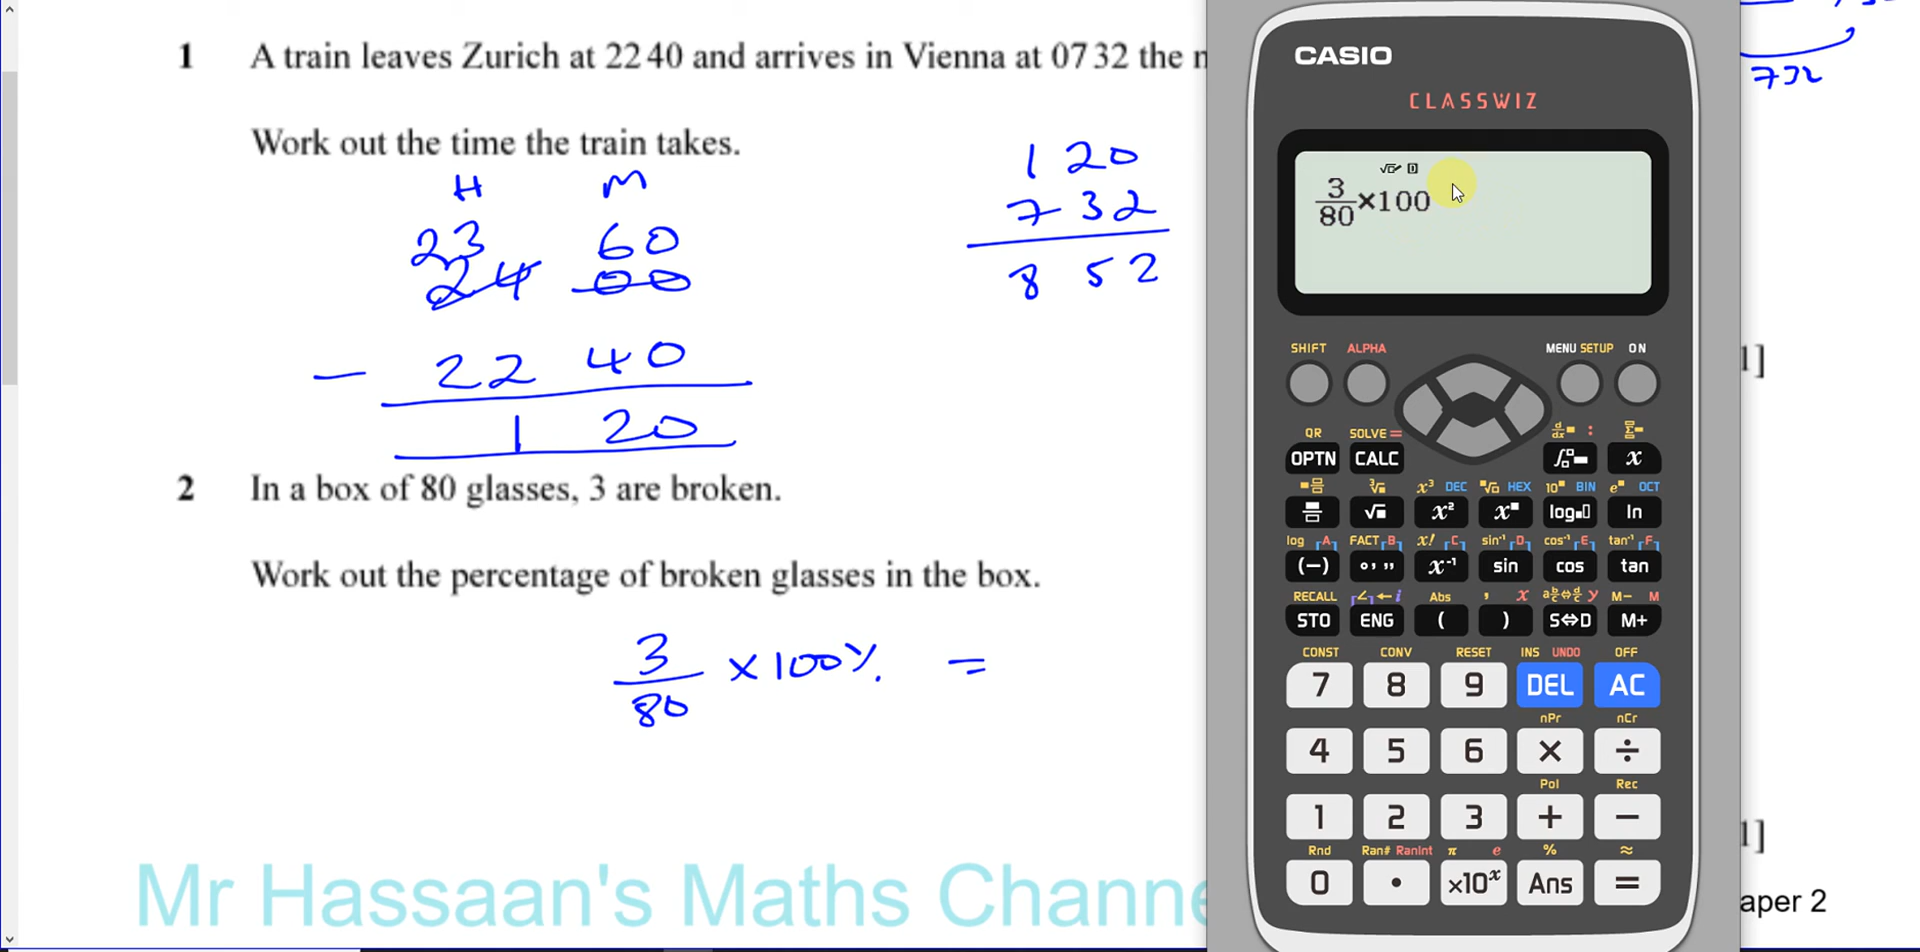 1 A train leaves Zurich at 22 40 and arrives in Vienna at 07 32 the n
Work out the time the train takes.
H M
23 60
24 00
− 22 40
1 20
1 20
7 32
8 52
732
1]
2 In a box of 80 glasses, 3 are broken.
Work out the percentage of broken glasses in the box.
3/80 × 100% =
1]
Mr Hassaan's Maths Channe
aper 2
CASIO
CLASSWIZ
√ D
3/80×100
SHIFT ALPHA MENU SETUP ON
QR SOLVE = d/dx :
OPTN CALC x
x³ DEC HEX 10 BIN e OCT
x² log ln
log A FACT B x! C sin⁻¹ D cos⁻¹ E tan⁻¹ F
(−) x⁻¹ sin cos tan
RECALL ∠ ← i Abs , x y M− M
STO ENG ( ) S⇔D M+
CONST CONV RESET INS UNDO OFF
7 8 9 DEL AC
nPr nCr
4 5 6 × ÷
Pol Rec
1 2 3 + −
Rnd Ran# RanInt π e % ≈
0 • ×10ˣ Ans =